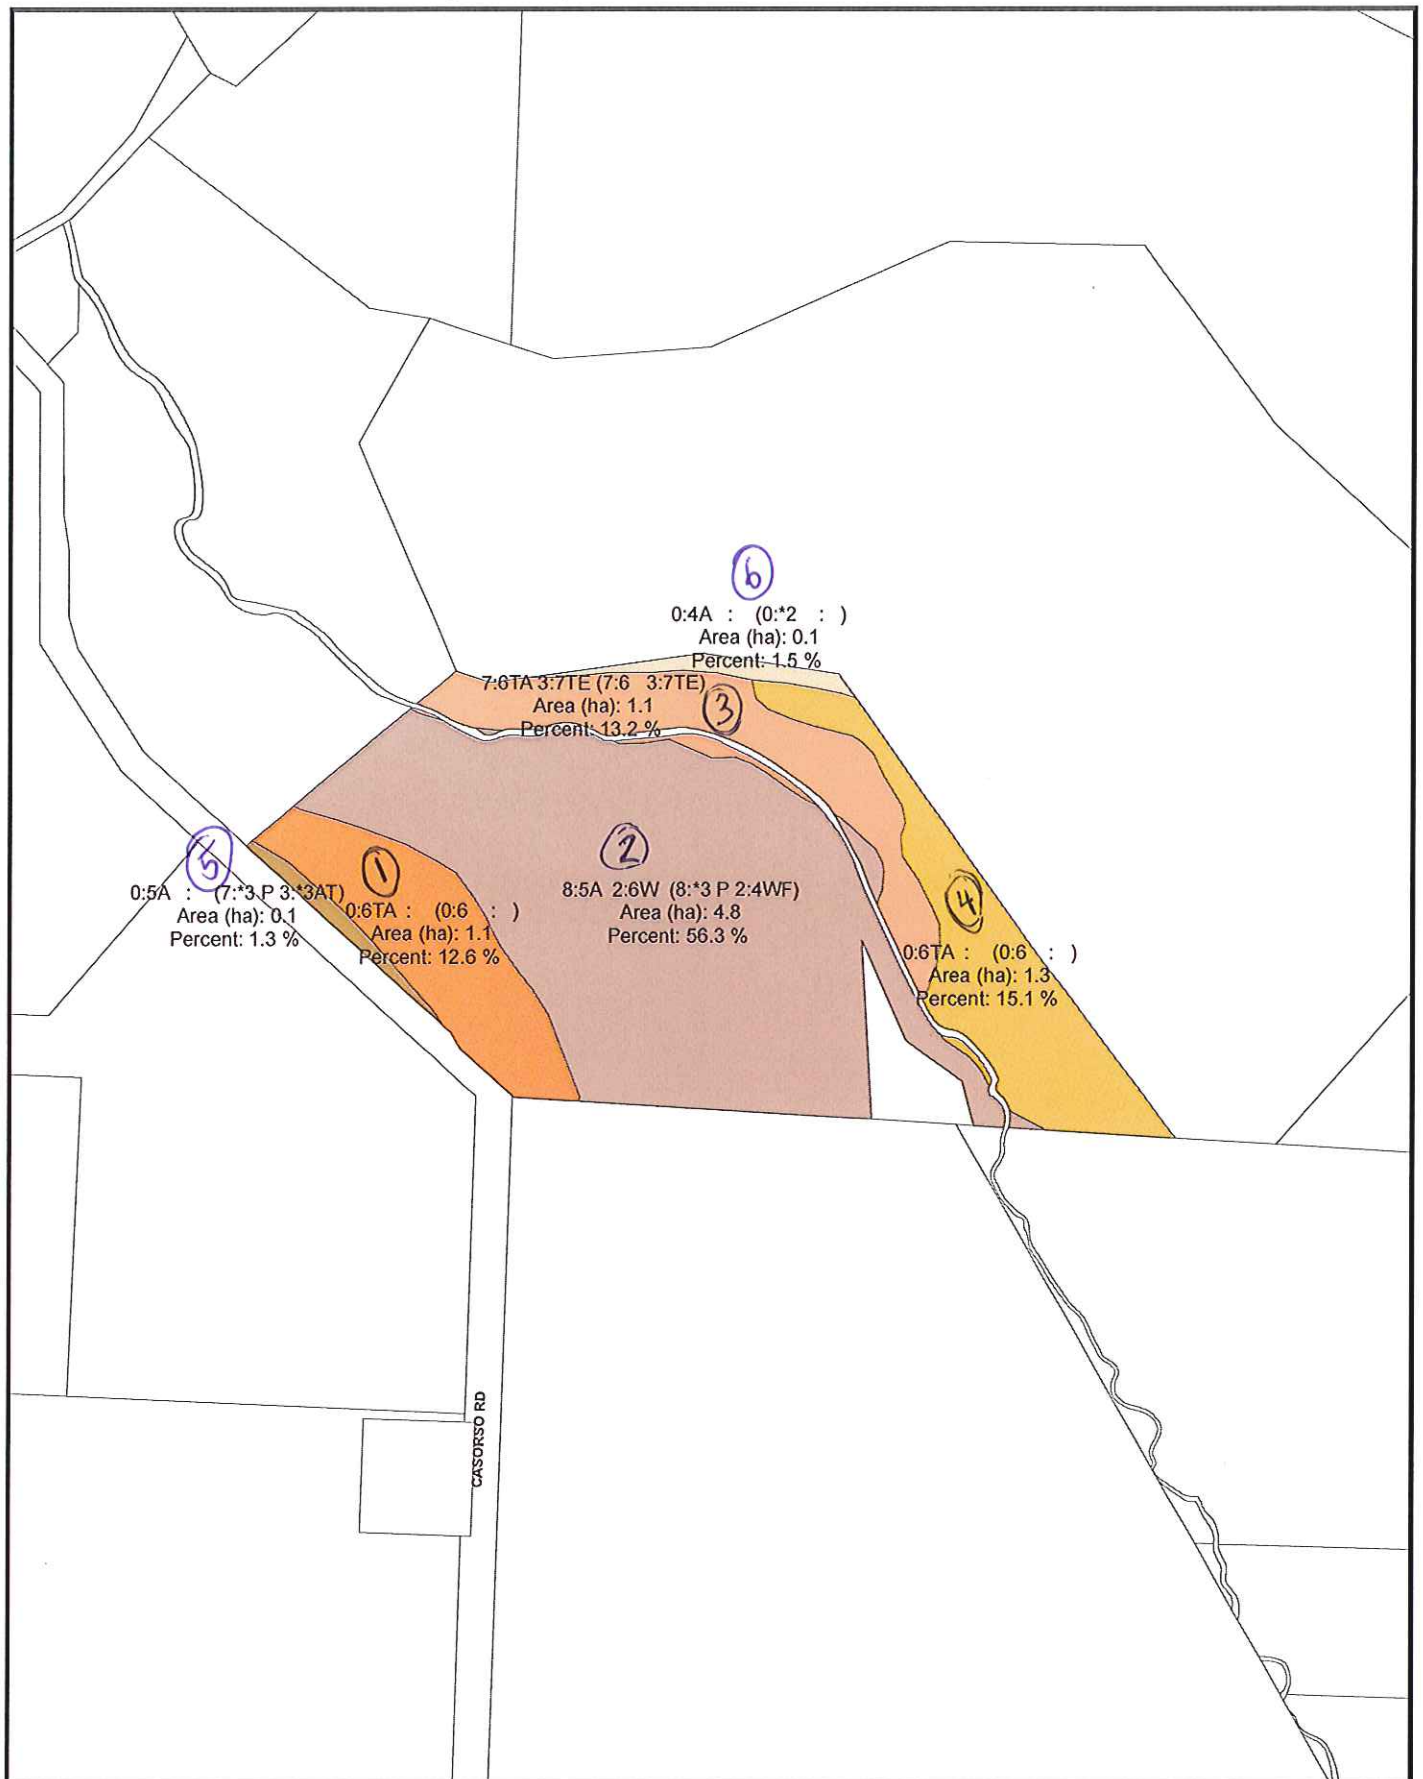 6
0:4A : (0:*2 : )
Area (ha): 0.1
Percent: 1.5 %
7:6TA 3:7TE (7:6 3:7TE)
Area (ha): 1.1
Percent: 13.2 %
3
5
0:5A : (7:*3 P 3:*3AT)
Area (ha): 0.1
Percent: 1.3 %
1
0:6TA : (0:6 : )
Area (ha): 1.1
Percent: 12.6 %
2
8:5A 2:6W (8:*3 P 2:4WF)
Area (ha): 4.8
Percent: 56.3 %
4
0:6TA : (0:6 : )
Area (ha): 1.3
Percent: 15.1 %
CASORSO RD